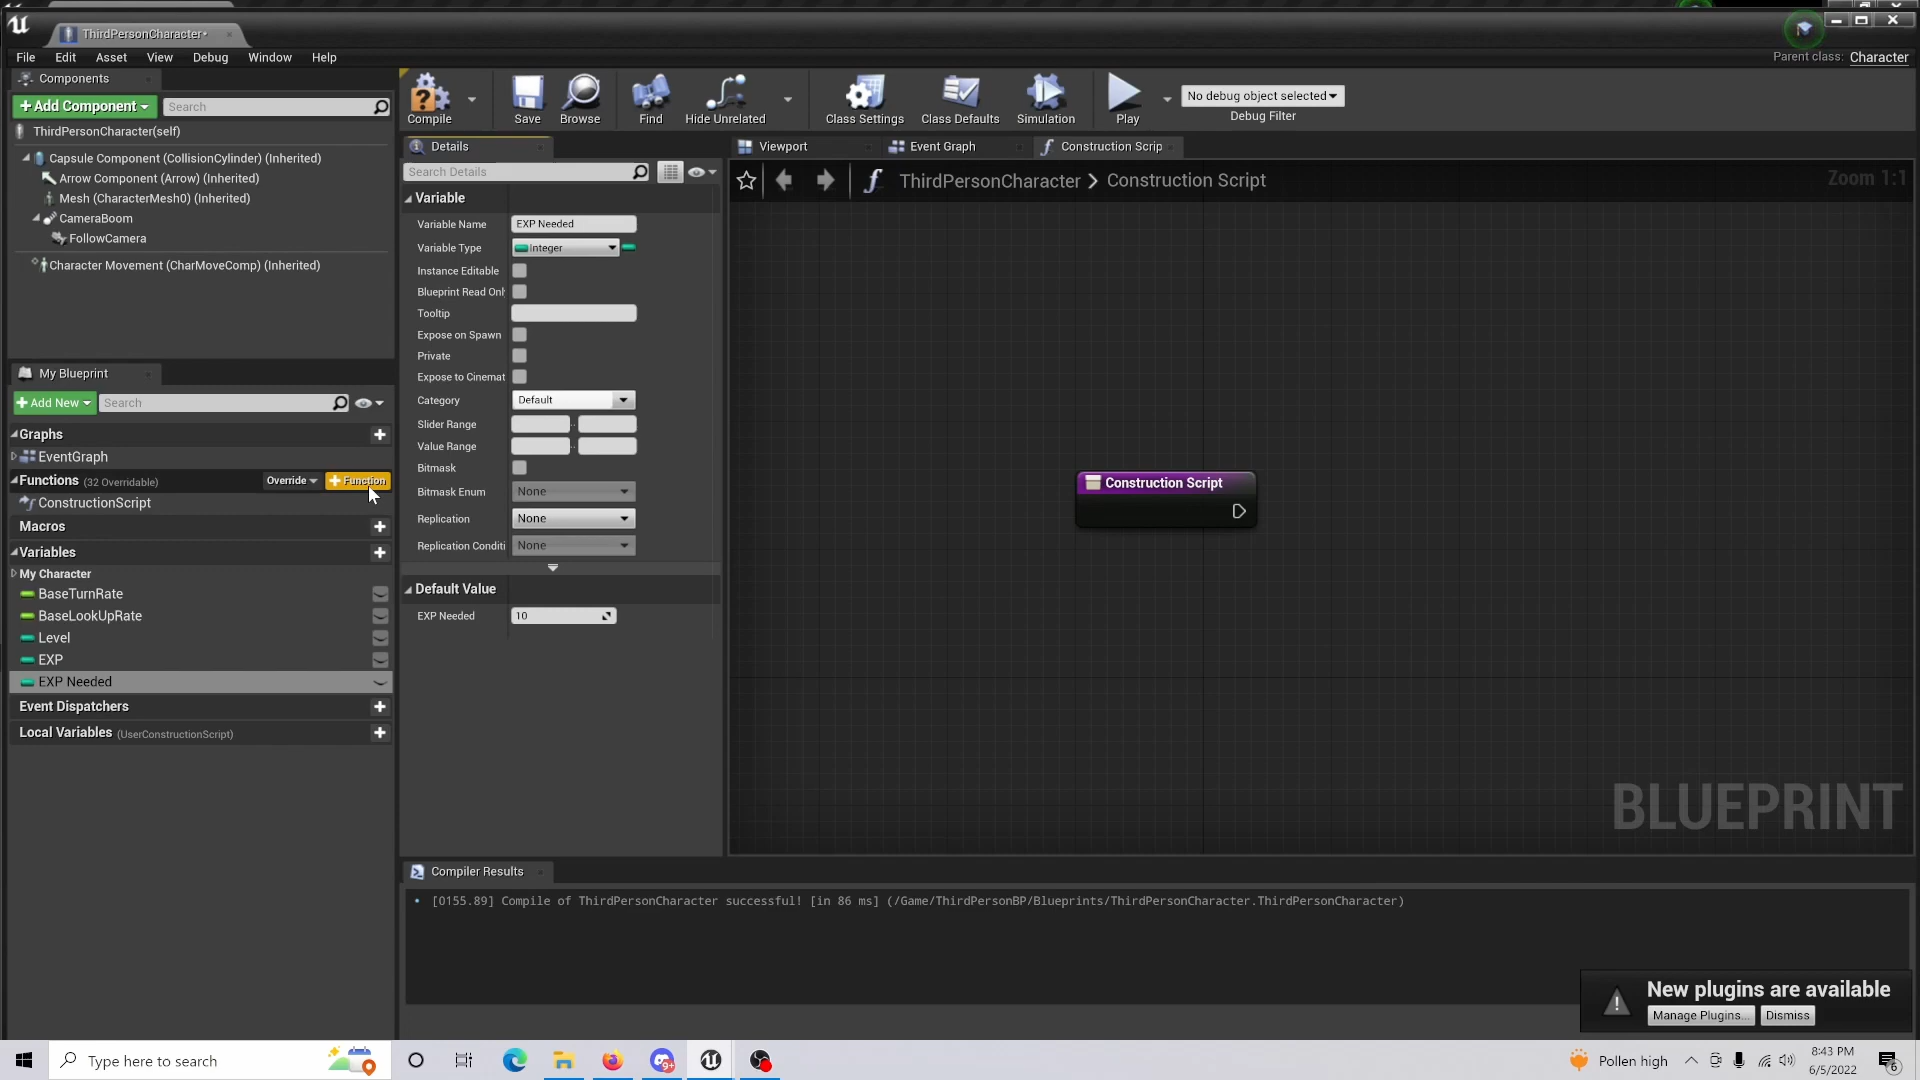 ThirdPersonCharacter•
File Edit Asset View Debug Window Help
Parent class: Character
Components
+ Add Component Search
ThirdPersonCharacter(self)
Capsule Component (CollisionCylinder) (Inherited)
Arrow Component (Arrow) (Inherited)
Mesh (CharacterMesh0) (Inherited)
CameraBoom
FollowCamera
Character Movement (CharMoveComp) (Inherited)
My Blueprint
+ Add New Search
Graphs
EventGraph
Functions (32 Overridable) Override + Function
ConstructionScript
Macros
Variables
My Character
BaseTurnRate
BaseLookUpRate
Level
EXP
EXP Needed
Event Dispatchers
Local Variables (UserConstructionScript)
Compile Save Browse Find Hide Unrelated Class Settings Class Defaults Simulation Play
No debug object selected
Debug Filter
Details
Search Details
Variable
Variable Name EXP Needed
Variable Type Integer
Instance Editable
Blueprint Read Onl
Tooltip
Expose on Spawn
Private
Expose to Cinemat
Category Default
Slider Range
Value Range
Bitmask
Bitmask Enum None
Replication None
Replication Conditi None
Default Value
EXP Needed 10
Viewport Event Graph Construction Scrip
ThirdPersonCharacter > Construction Script
Zoom 1:1
Construction Script
BLUEPRINT
Compiler Results
• [0155.89] Compile of ThirdPersonCharacter successful! [in 86 ms] (/Game/ThirdPersonBP/Blueprints/ThirdPersonCharacter.ThirdPersonCharacter)
New plugins are available
Manage Plugins... Dismiss
Type here to search
9+
Pollen high
8:43 PM
6/5/2022
6